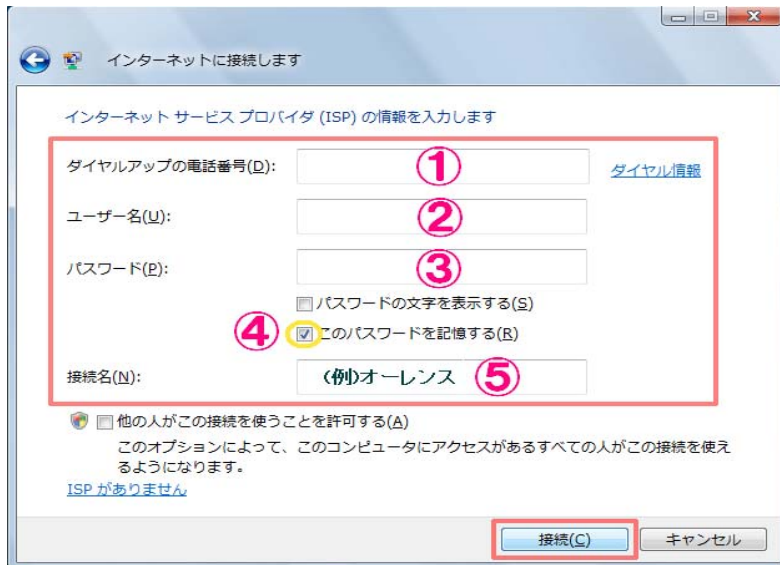 インターネットに接続します
インターネット サービス プロバイダ (ISP) の情報を入力します
ダイヤルアップの電話番号(D): ① ダイヤル情報
ユーザー名(U): ②
パスワード(P): ③
パスワードの文字を表示する(S)
④ このパスワードを記憶する(R)
接続名(N): (例)オーレンス ⑤
他の人がこの接続を使うことを許可する(A)
このオプションによって、このコンピュータにアクセスがあるすべての人がこの接続を使え
るようになります。
ISP がありません
接続(C) キャンセル